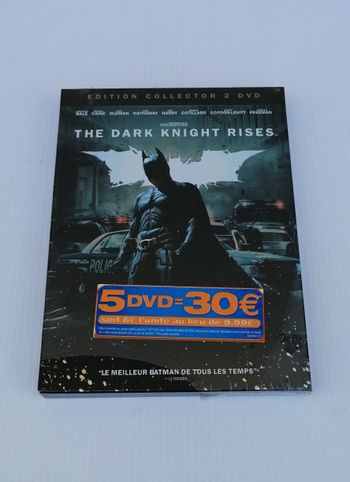 EDITION COLLECTOR 2 DVD
BALE CAINE OLDMAN HATHAWAY HARDY COTILLARD GORDON-LEVITT FREEMAN
THE DARK KNIGHT RISES
POLIC
5 DVD=30€
soit 6€ l'unité au lieu de 9.99€
"LE MEILLEUR BATMAN DE TOUS LES TEMPS"